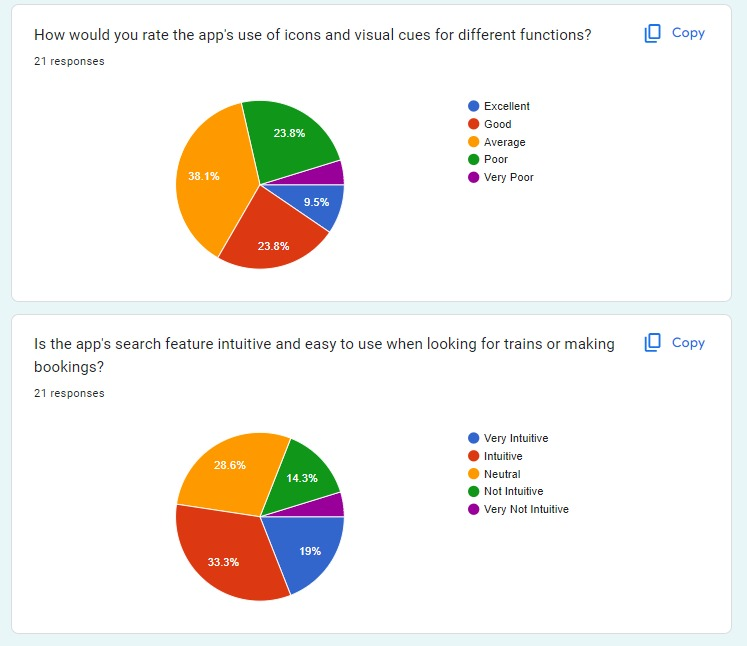 How would you rate the app's use of icons and visual cues for different functions?
Copy
21 responses
23.8%
38.1%
9.5%
23.8%
Excellent
Good
Average
Poor
Very Poor
Is the app's search feature intuitive and easy to use when looking for trains or making
bookings?
Copy
21 responses
28.6%
14.3%
19%
33.3%
Very Intuitive
Intuitive
Neutral
Not Intuitive
Very Not Intuitive